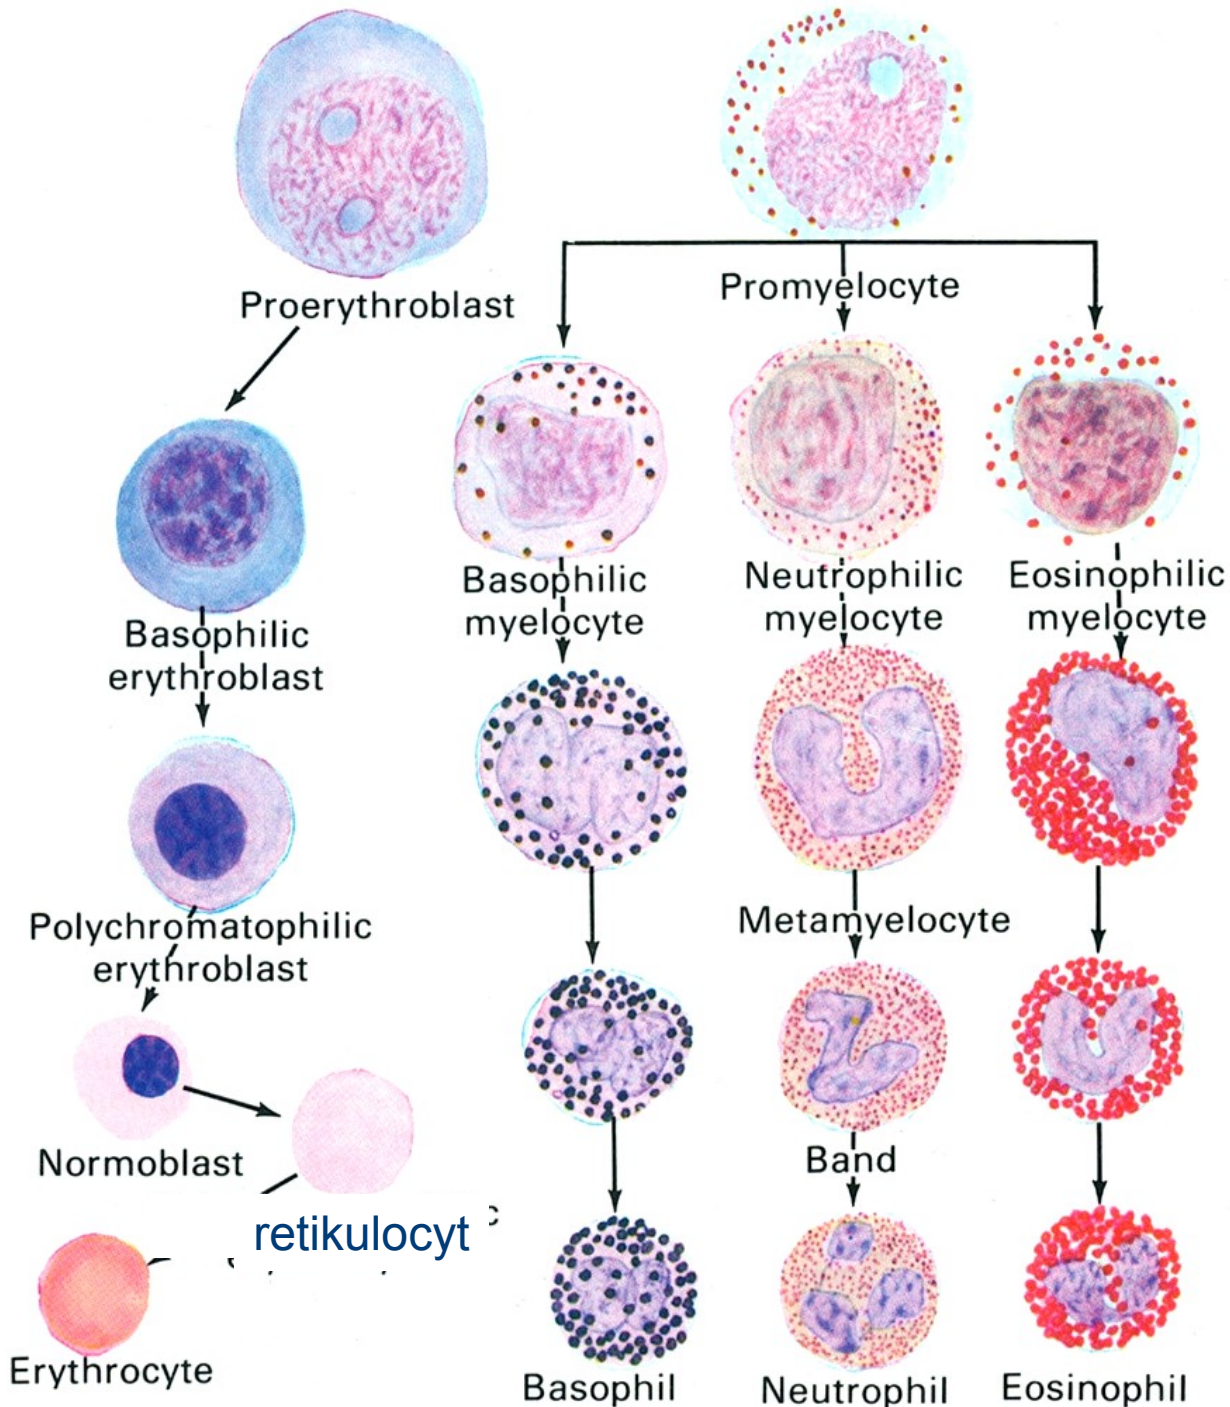 Proerythroblast
Promyelocyte
Basophilic
erythroblast
Basophilic
myelocyte
Neutrophilic
myelocyte
Eosinophilic
myelocyte
Polychromatophilic
erythroblast
Metamyelocyte
Normoblast
Band
retikulocyt
Erythrocyte
Basophil
Neutrophil
Eosinophil